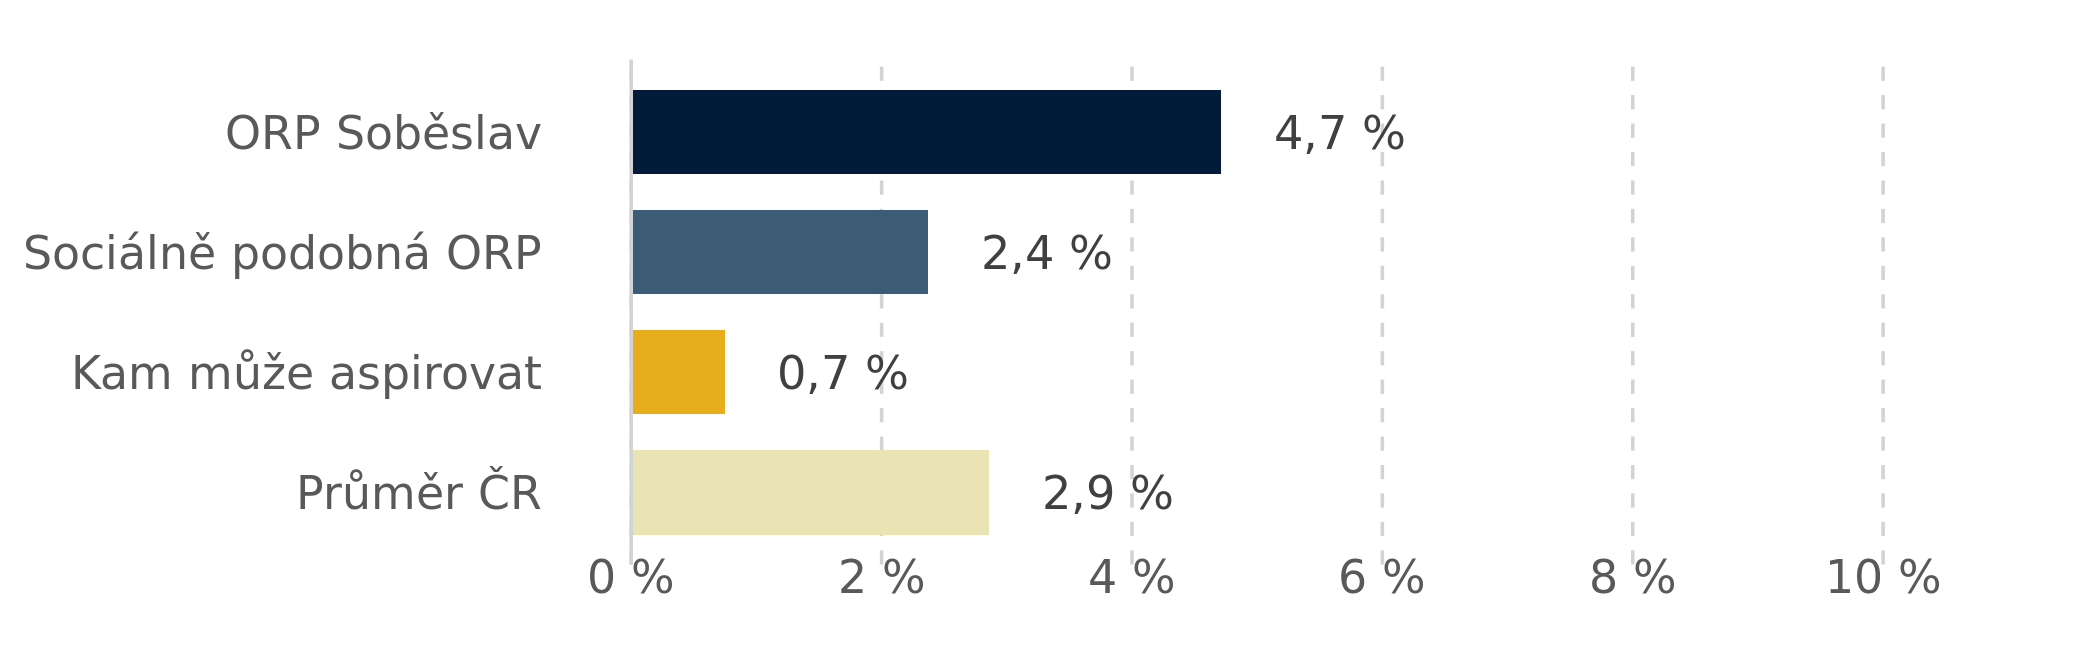 ORP Soběslav 4,7 %
Sociálně podobná ORP 2,4 %
Kam může aspirovat 0,7 %
Průměr ČR 2,9 %
0 % 2 % 4 % 6 % 8 % 10 %